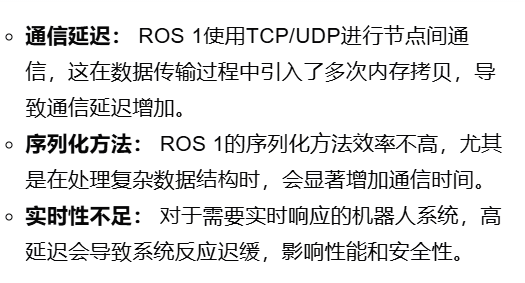 通信延迟： ROS 1使用TCP/UDP进行节点间通
信，这在数据传输过程中引入了多次内存拷贝，导
致通信延迟增加。
序列化方法： ROS 1的序列化方法效率不高，尤其
是在处理复杂数据结构时，会显著增加通信时间。
实时性不足： 对于需要实时响应的机器人系统，高
延迟会导致系统反应迟缓，影响性能和安全性。